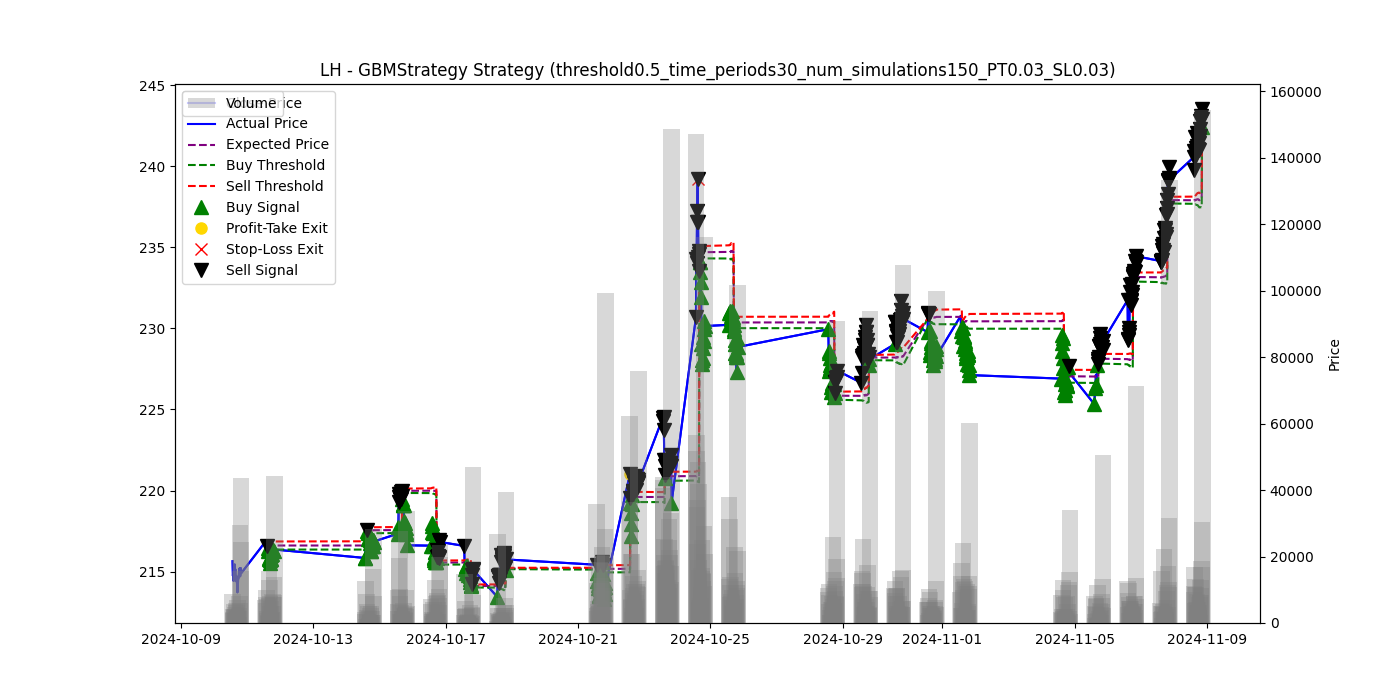 LH - GBMStrategy Strategy (threshold0.5_time_periods30_num_simulations150_PT0.03_SL0.03)
245
240
235
230
225
220
215
Volume
Actual Price
Expected Price
Buy Threshold
Sell Threshold
Buy Signal
Profit-Take Exit
Stop-Loss Exit
Sell Signal
160000
140000
120000
100000
80000
60000
40000
20000
0
Price
2024-10-09
2024-10-13
2024-10-17
2024-10-21
2024-10-25
2024-10-29
2024-11-01
2024-11-05
2024-11-09